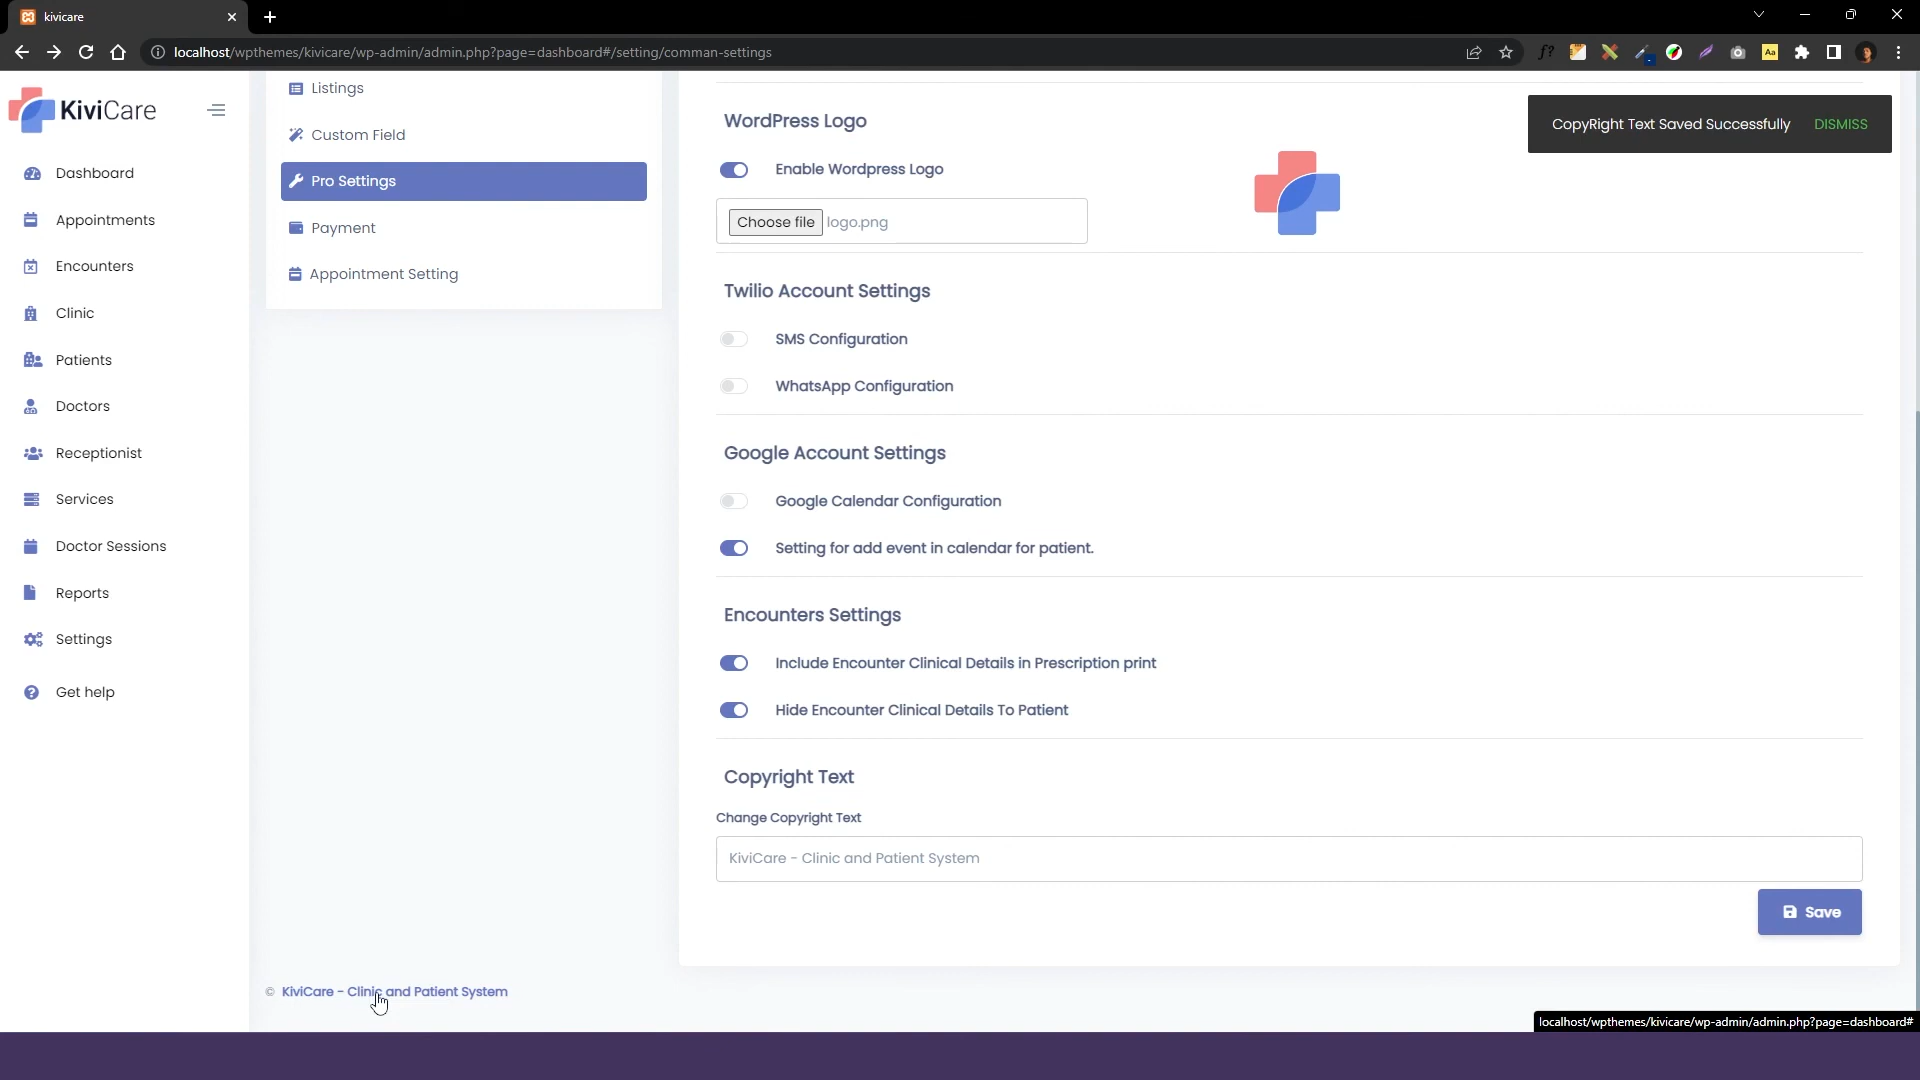 kivicare
localhost/wpthemes/kivicare/wp-admin/admin.php?page=dashboard#/setting/comman-settings
f?
Aa
KiviCare
Dashboard
Appointments
Encounters
Clinic
Patients
Doctors
Receptionist
Services
Doctor Sessions
Reports
Settings
Get help
Listings
Custom Field
Pro Settings
Payment
Appointment Setting
CopyRight Text Saved Successfully DISMISS
WordPress Logo
Enable Wordpress Logo
Choose file logo.png
Twilio Account Settings
SMS Configuration
WhatsApp Configuration
Google Account Settings
Google Calendar Configuration
Setting for add event in calendar for patient.
Encounters Settings
Include Encounter Clinical Details in Prescription print
Hide Encounter Clinical Details To Patient
Copyright Text
Change Copyright Text
KiviCare - Clinic and Patient System
Save
© KiviCare - Clinic and Patient System
localhost/wpthemes/kivicare/wp-admin/admin.php?page=dashboard#